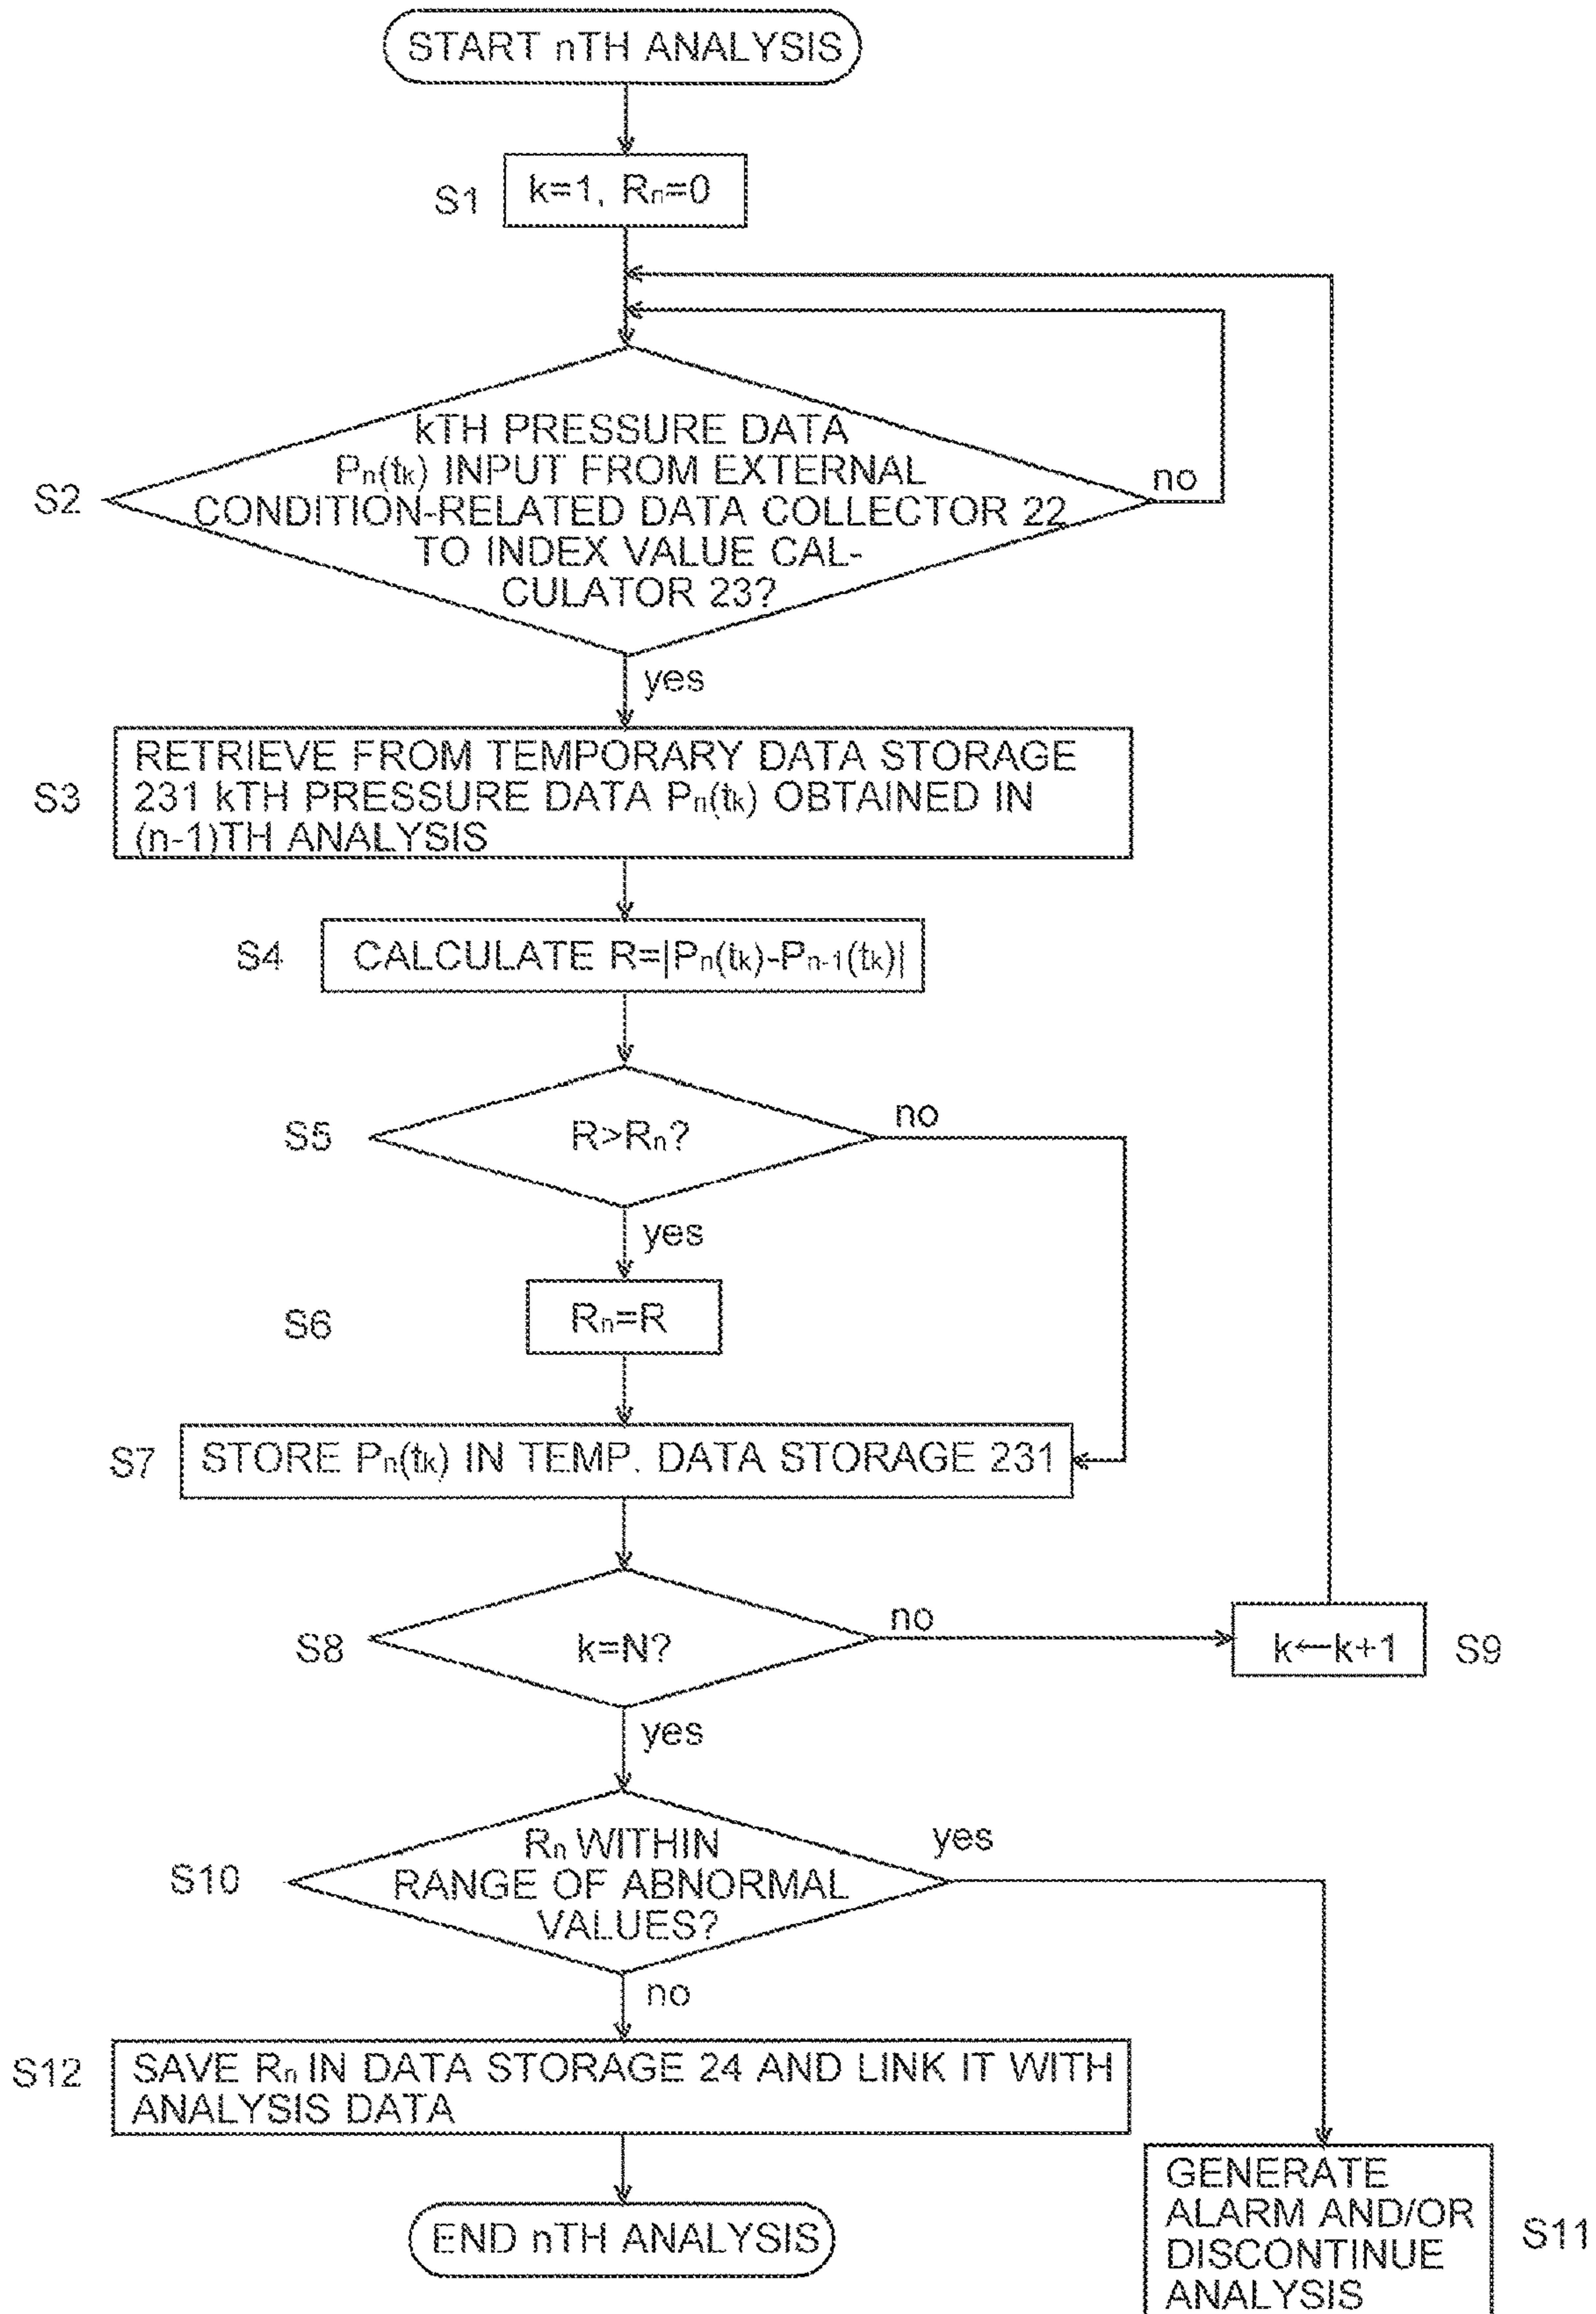 START nTH ANALYSIS
S1
k=1, Rn=0
S2
kTH PRESSURE DATA
Pn(tk) INPUT FROM EXTERNAL
CONDITION-RELATED DATA COLLECTOR 22
TO INDEX VALUE CAL-
CULATOR 23?
no
yes
S3
RETRIEVE FROM TEMPORARY DATA STORAGE
231 kTH PRESSURE DATA Pn(tk) OBTAINED IN
(n-1)TH ANALYSIS
S4
CALCULATE R=|Pn(tk)-Pn-1(tk)|
S5
R>Rn?
no
yes
S6
Rn=R
S7
STORE Pn(tk) IN TEMP. DATA STORAGE 231
S8
k=N?
no
k←k+1
S9
yes
S10
Rn WITHIN
RANGE OF ABNORMAL
VALUES?
yes
no
S12
SAVE Rn IN DATA STORAGE 24 AND LINK IT WITH
ANALYSIS DATA
END nTH ANALYSIS
GENERATE
ALARM AND/OR
DISCONTINUE
ANALYSIS
S11